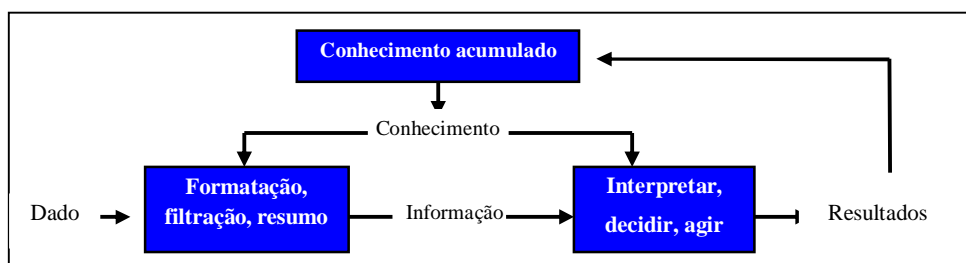 Conhecimento acumulado
Conhecimento
Formatação,
filtração, resumo
Interpretar,
decidir, agir
Dado
Informação
Resultados